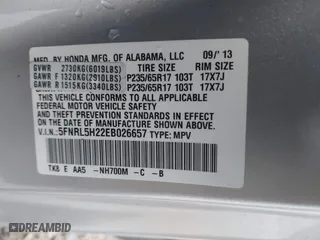 MFD. BY HONDA MFG. OF ALABAMA, LLC 09/'13
GVWR 2730KG(6019LBS) TIRE SIZE RIM SIZE
GAWR F 1320KG(2910LBS) P235/65R17 103T 17X7J
GAWR R 1515KG(3340LBS) P235/65R17 103T 17X7J
THIS VEHICLE CONFORMS TO ALL APPLICABLE FEDERAL MOTOR VEHICLE
SAFETY AND THEFT PREVENTION STANDARDS IN EFFECT ON THE DATE OF
MANUFACTURE SHOWN ABOVE.
V.I.N: 5FNRL5H22EB026657 TYPE: MPV
TK8 E AA5 -NH700M -C -B
DREAMBID.COM